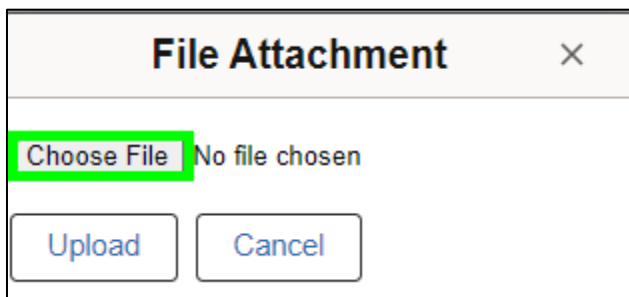 File Attachment ×
Choose File No file chosen
Upload Cancel